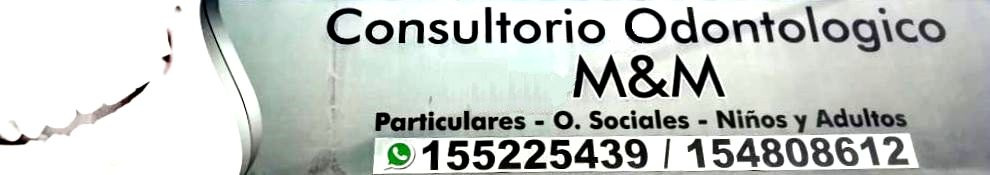 Consultorio Odontologico
M&M
Particulares - O. Sociales - Niños y Adultos
155225439 / 154808612